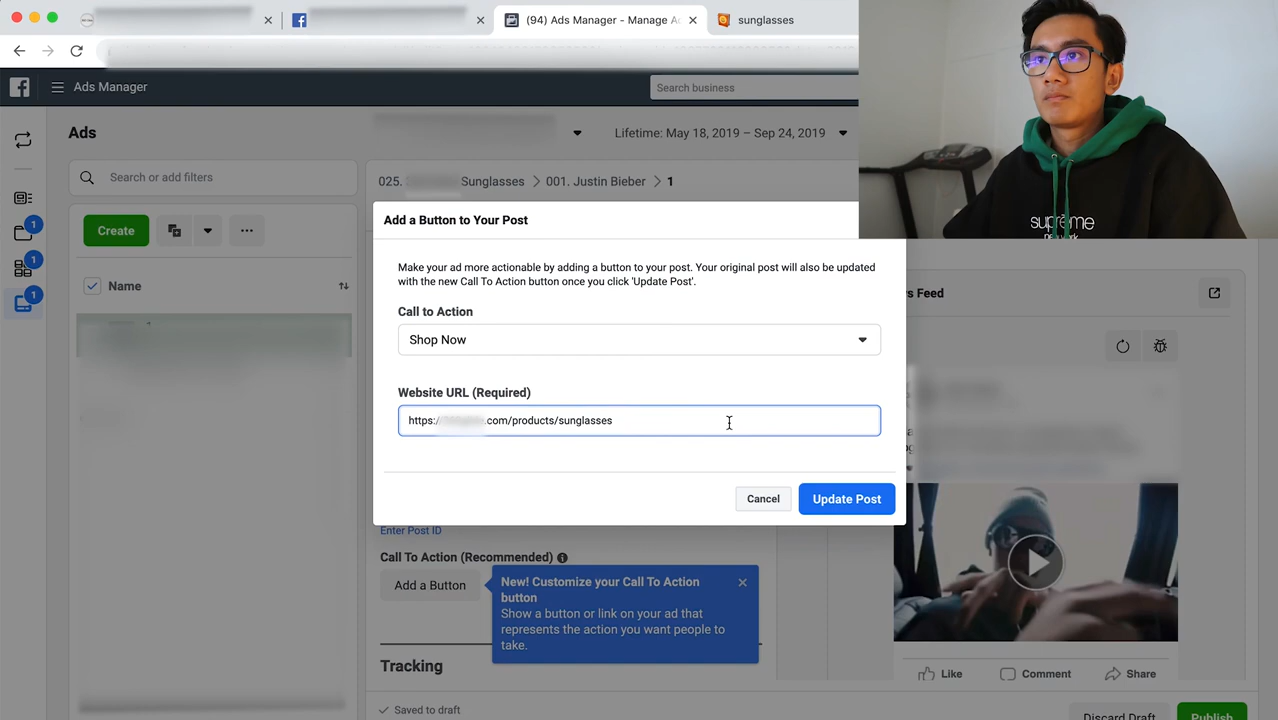 (94) Ads Manager - Manage Ac
sunglasses
Ads Manager
Search business
Ads
Lifetime: May 18, 2019 – Sep 24, 2019
Search or add filters
025.
Sunglasses
001. Justin Bieber
1
Create
Name
1
1
1
Add a Button to Your Post
Make your ad more actionable by adding a button to your post. Your original post will also be updated
with the new Call To Action button once you click 'Update Post'.
Call to Action
Shop Now
Website URL (Required)
https:/ .com/products/sunglasses
Cancel
Update Post
s Feed
Enter Post ID
Call To Action (Recommended)
Add a Button
New! Customize your Call To Action
button
Show a button or link on your ad that
represents the action you want people to
take.
Tracking
Like
Comment
Share
Saved to draft
Discard Draft
Publish
suprême
network